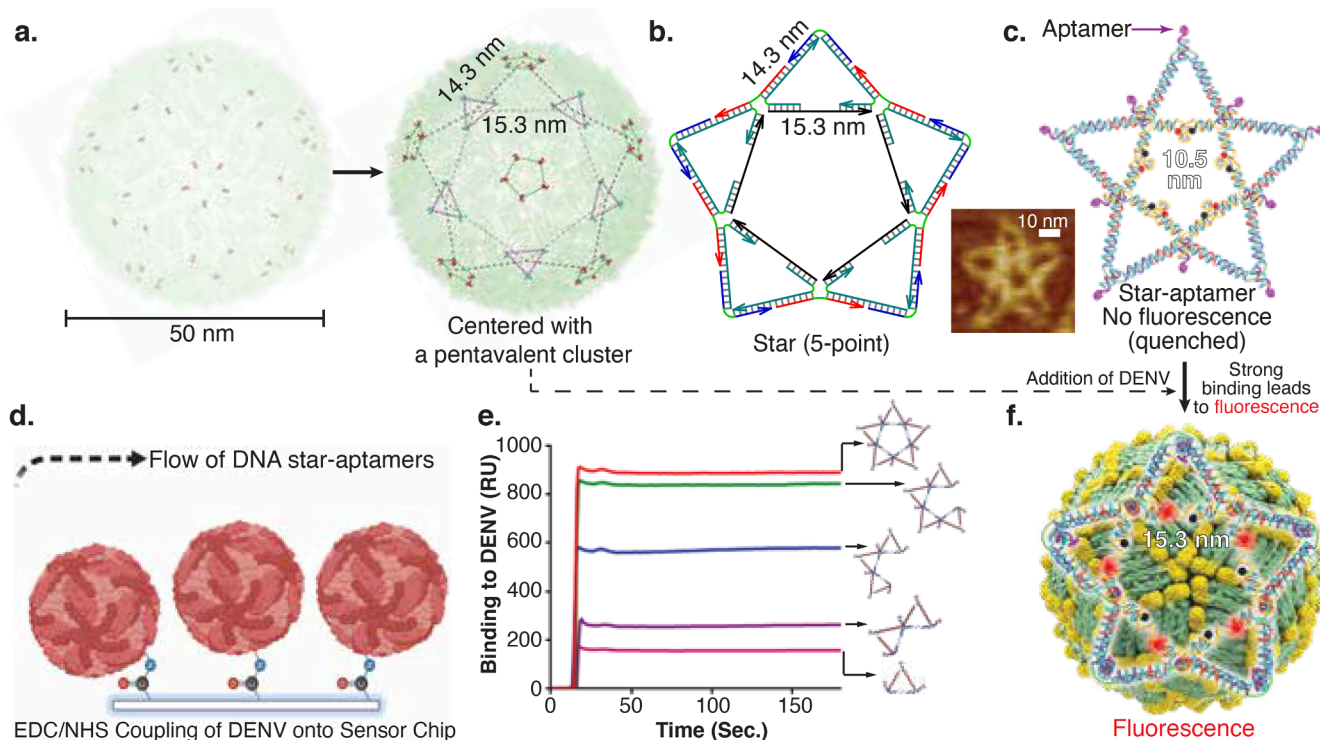 a.
14.3 nm
15.3 nm
50 nm
Centered with
a pentavalent cluster
b.
14.3 nm
15.3 nm
Star (5-point)
10 nm
c.
Aptamer
10.5
nm
Star-aptamer
No fluorescence
(quenched)
Addition of DENV
Strong
binding leads
to fluorescence
d.
Flow of DNA star-aptamers
EDC/NHS Coupling of DENV onto Sensor Chip
e.
Binding to DENV (RU)
1000
800
600
400
200
0
0
50
100
150
Time (Sec.)
f.
15.3 nm
Fluorescence